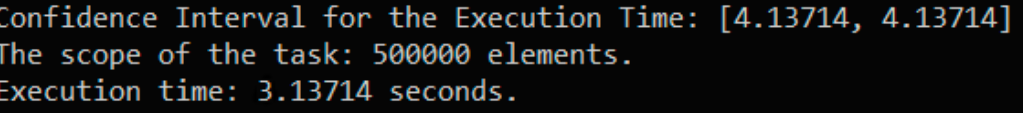 Confidence Interval for the Execution Time: [4.13714, 4.13714]
The scope of the task: 500000 elements.
Execution time: 3.13714 seconds.